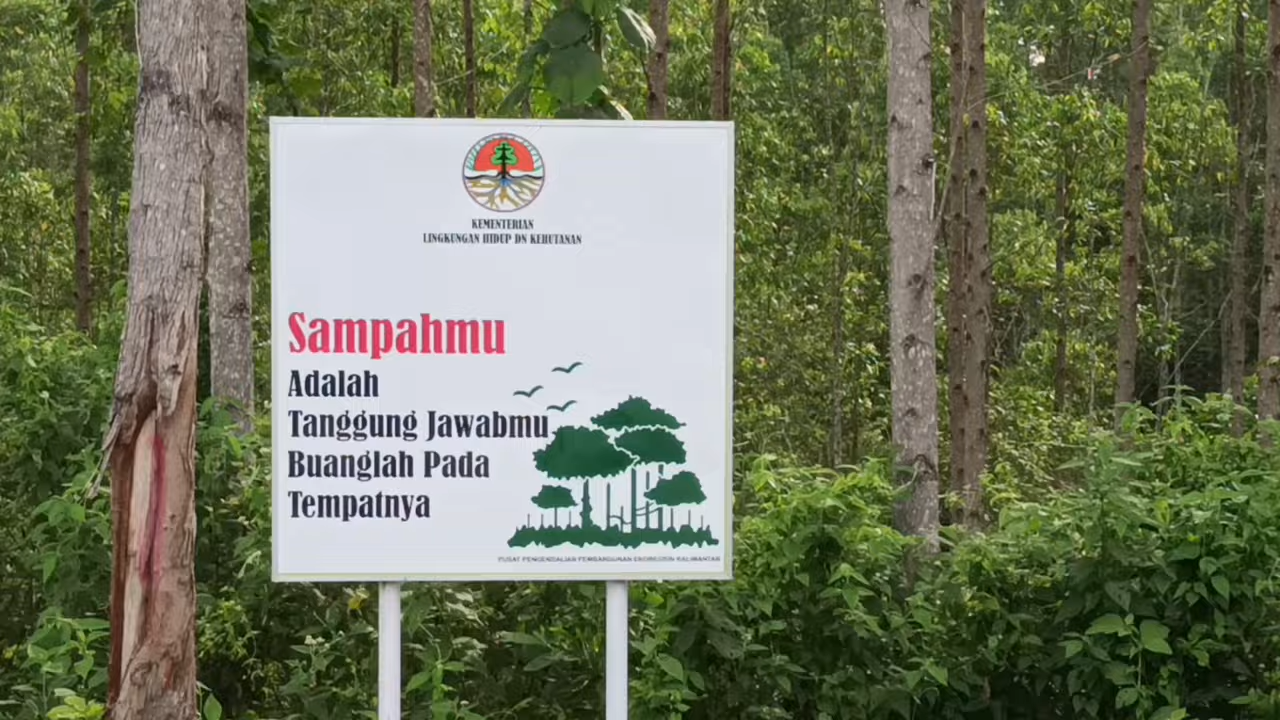 KEMENTERIAN
LINGKUNGAN HIDUP DN KEHUTANAN
Sampahmu
Adalah
Tanggung Jawabmu
Buanglah Pada
Tempatnya
PUSAT PENGENDALIAN PEMBANGUNAN EKOREGION KALIMANTAN